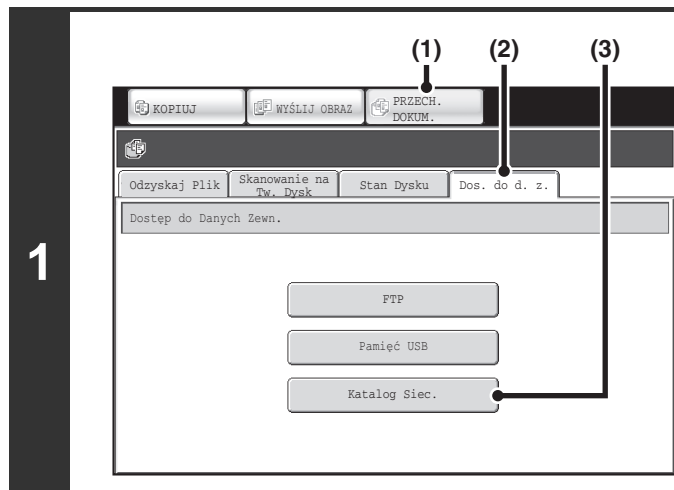 (1) (2) (3)
KOPIUJ WYŚLIJ OBRAZ PRZECH.
DOKUM.
Odzyskaj Plik Skanowanie na
Tw. Dysk Stan Dysku Dos. do d. z.
Dostęp do Danych Zewn.
1
FTP
Pamięć USB
Katalog Siec.